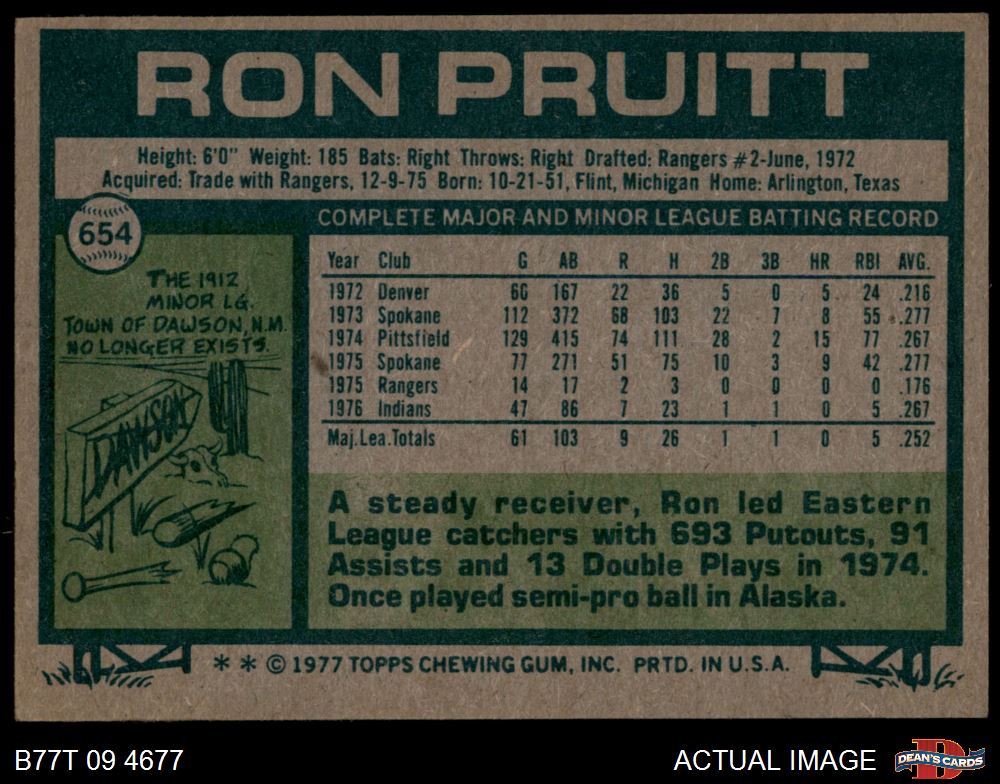 RON PRUITT
Height: 6'0" Weight: 185 Bats: Right Throws: Right Drafted: Rangers #2-June, 1972
Acquired: Trade with Rangers, 12-9-75 Born: 10-21-51, Flint, Michigan Home: Arlington, Texas
654
THE 1912
MINOR LG.
TOWN OF DAWSON, N.M.
NO LONGER EXISTS.
DAWSON
COMPLETE MAJOR AND MINOR LEAGUE BATTING RECORD
Year Club G AB R H 2B 3B HR RBI AVG.
1972 Denver 60 167 22 36 5 0 5 24 .216
1973 Spokane 112 372 68 103 22 7 8 55 .277
1974 Pittsfield 129 415 74 111 28 2 15 77 .267
1975 Spokane 77 271 51 75 10 3 9 42 .277
1975 Rangers 14 17 2 3 0 0 0 0 .176
1976 Indians 47 86 7 23 1 1 0 5 .267
Maj.Lea.Totals 61 103 9 26 1 1 0 5 .252
A steady receiver, Ron led Eastern
League catchers with 693 Putouts, 91
Assists and 13 Double Plays in 1974.
Once played semi-pro ball in Alaska.
* * © 1977 TOPPS CHEWING GUM, INC. PRTD. IN U.S.A.
B77T 09 4677
ACTUAL IMAGE
D
DEAN'S CARDS